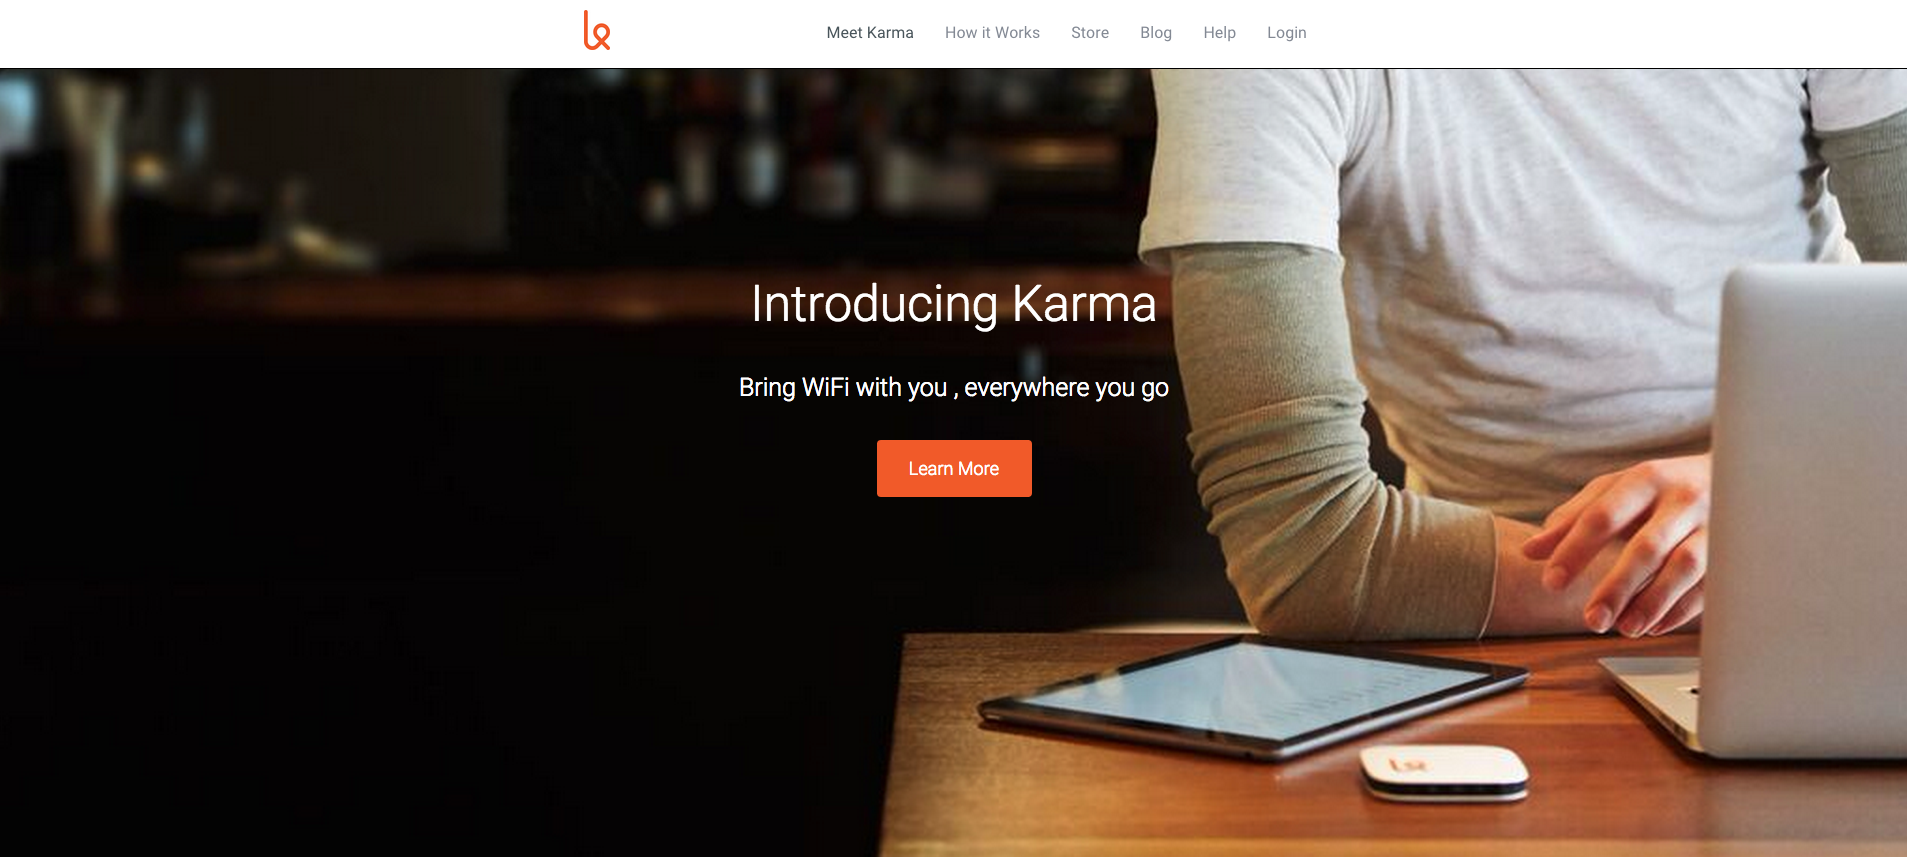 Meet Karma How it Works Store Blog Help Login
Introducing Karma
Bring WiFi with you , everywhere you go
Learn More